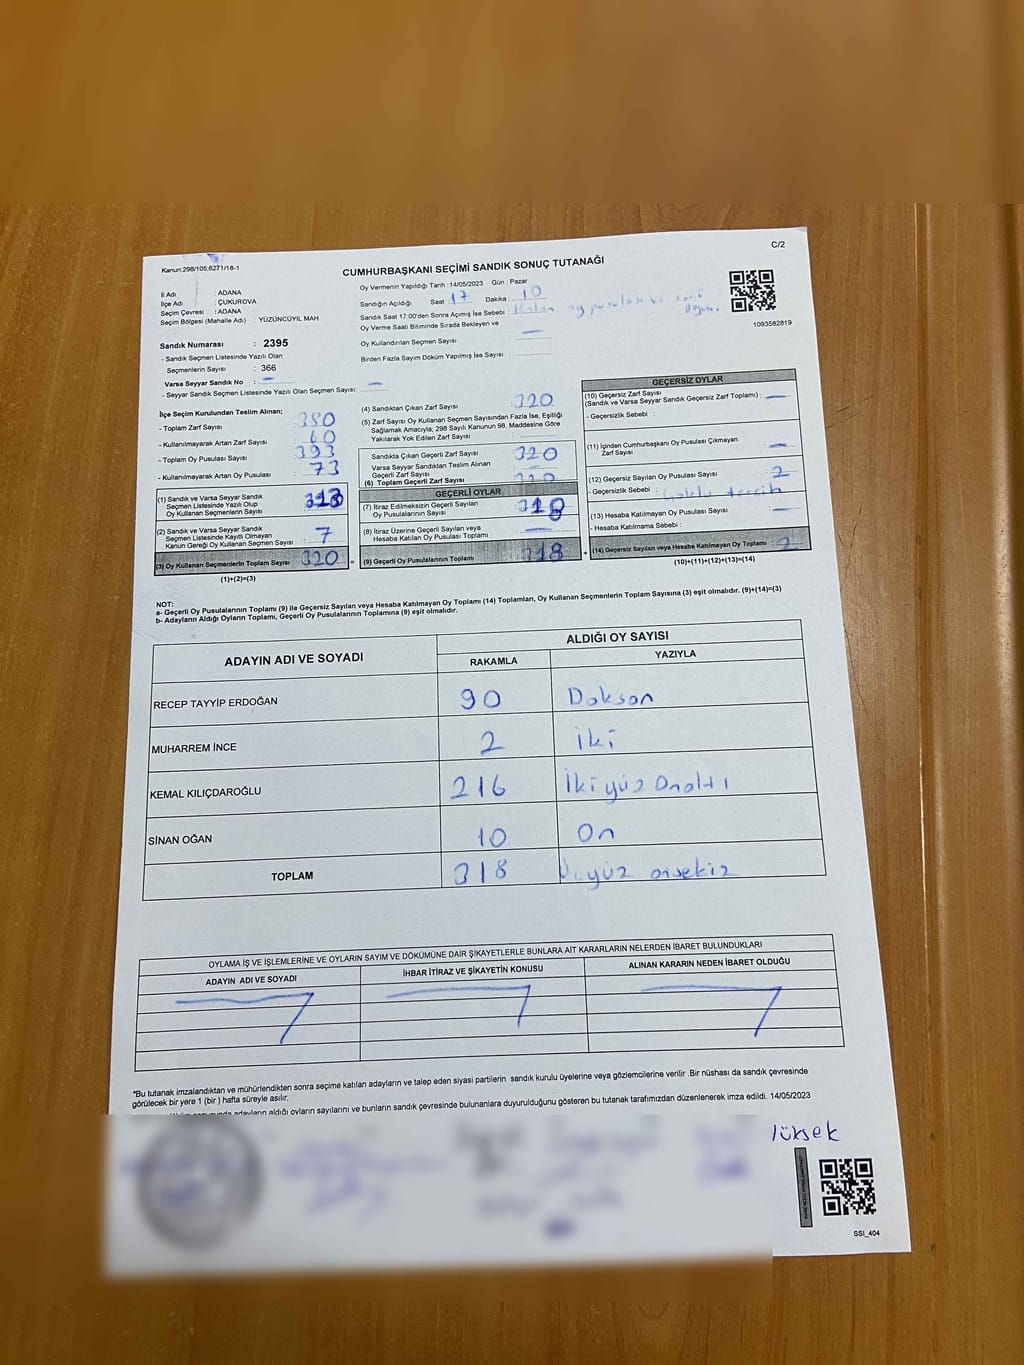 Kanun:298/105,6271/18-1
C/2
CUMHURBAŞKANI SEÇİMİ SANDIK SONUÇ TUTANAĞI
İl Adı : ADANA
İlçe Adı : ÇUKUROVA
Seçim Çevresi : ADANA
Seçim Bölgesi (Mahalle Adı) : YÜZÜNCÜYIL MAH.
Oy Vermenin Yapıldığı Tarih : 14/05/2023 Gün : Pazar
Sandığın Açıldığı Saat 17 Dakika 10
Sandık Saat 17:00'den Sonra Açımış İse Sebebi : Kalan oy pusulası ve zarf
Oy Verme Saati Bitiminde Sırada Bekleyen ve
Oy Kullandırılan Seçmen Sayısı
Birden Fazla Sayım Döküm Yapılmış İse Sayısı
1093582819
Sandık Numarası : 2395
- Sandık Seçmen Listesinde Yazılı Olan
Seçmenlerin Sayısı : 366
Varsa Seyyar Sandık No : —
- Seyyar Sandık Seçmen Listesinde Yazılı Olan Seçmen Sayısı: —
İlçe Seçim Kurulundan Teslim Alınan;
- Toplam Zarf Sayısı : 380
- Kullanılmayarak Artan Zarf Sayısı : 60
- Toplam Oy Pusulası Sayısı : 393
- Kullanılmayarak Artan Oy Pusulası : 73
(1) Sandık ve Varsa Seyyar Sandık
Seçmen Listesinde Yazılı Olup
Oy Kullanan Seçmenlerin Sayısı 313
(2) Sandık ve Varsa Seyyar Sandık
Seçmen Listesinde Kayıtlı Olmayan
Kanun Gereği Oy Kullanan Seçmen Sayısı 7
(3) Oy Kullanan Seçmenlerin Toplam Sayısı 320
(1)+(2)=(3)
(4) Sandıktan Çıkan Zarf Sayısı 320
(5) Zarf Sayısı Oy Kullanan Seçmen Sayısından Fazla İse, Eşitliği
Sağlamak Amacıyla; 298 Sayılı Kanunun 98. Maddesine Göre
Yakılarak Yok Edilen Zarf Sayısı
Sandıkla Çıkan Geçerli Zarf Sayısı 320
Varsa Seyyar Sandıktan Teslim Alınan
Geçerli Zarf Sayısı —
(6) Toplam Geçerli Zarf Sayısı 320
GEÇERLİ OYLAR
(7) İtiraz Edilmeksizin Geçerli Sayılan
Oy Pusulasının Sayısı 318
(8) İtiraz Üzerine Geçerli Sayılan veya
Hesaba Katılan Oy Pusulası Toplamı —
(9) Geçerli Oy Pusulalarının Toplamı 318
GEÇERSİZ OYLAR
(10) Geçersiz Zarf Sayısı
(Sandık ve Varsa Seyyar Sandık Geçersiz Zarf Toplamı) : —
- Geçersizlik Sebebi :
(11) İçinden Cumhurbaşkanı Oy Pusulası Çıkmayan
Zarf Sayısı —
(12) Geçersiz Sayılan Oy Pusulası Sayısı : 2
- Geçersizlik Sebebi : Çoklu tercih
(13) Hesaba Katılmayan Oy Pusulası Sayısı : —
- Hesaba Katılmama Sebebi :
(14) Geçersiz Sayılan veya Hesaba Katılmayan Oy Toplamı : 2
(10)+(11)+(12)+(13)=(14)
NOT:
a- Geçerli Oy Pusulalarının Toplamı (9) ile Geçersiz Sayılan veya Hesaba Katılmayan Oy Toplamı (14) Toplamları, Oy Kullanan Seçmenlerin Toplam Sayısına (3) eşit olmalıdır. (9)+(14)=(3)
b- Adayların Aldığı Oyların Toplamı, Geçerli Oy Pusulalarının Toplamına (9) eşit olmalıdır.
ADAYIN ADI VE SOYADI ALDIĞI OY SAYISI
RAKAMLA YAZIYLA
RECEP TAYYİP ERDOĞAN 90 Doksan
MUHARREM İNCE 2 iki
KEMAL KILIÇDAROĞLU 216 İki yüz Onaltı
SİNAN OĞAN 10 On
TOPLAM 318 Üçyüz onsekiz
OYLAMA İŞ VE İŞLEMLERİNE VE OYLARIN SAYIM VE DÖKÜMÜNE DAİR ŞİKAYETLERLE BUNLARA AİT KARARLARIN NELERDEN İBARET BULUNDUKLARI
ADAYIN ADI VE SOYADI İHBAR İTİRAZ VE ŞİKAYETİN KONUSU ALINAN KARARIN NEDEN İBARET OLDUĞU
*Bu tutanak imzalandıktan ve mühürlendikten sonra seçime katılan adayların ve talep eden siyasi partilerin sandık kurulu üyelerine veya gözlemcilerine verilir .Bir nüshası da sandık çevresinde
görülecek bir yere 1 (bir ) hafta süreyle asılır.
adayların aldığı oyların sayılarını ve bunların sandık çevresinde bulunanlara duyurulduğunu gösteren bu tutanak tarafımızdan düzenlenerek imza edildi. 14/05/2023
SSİ_404